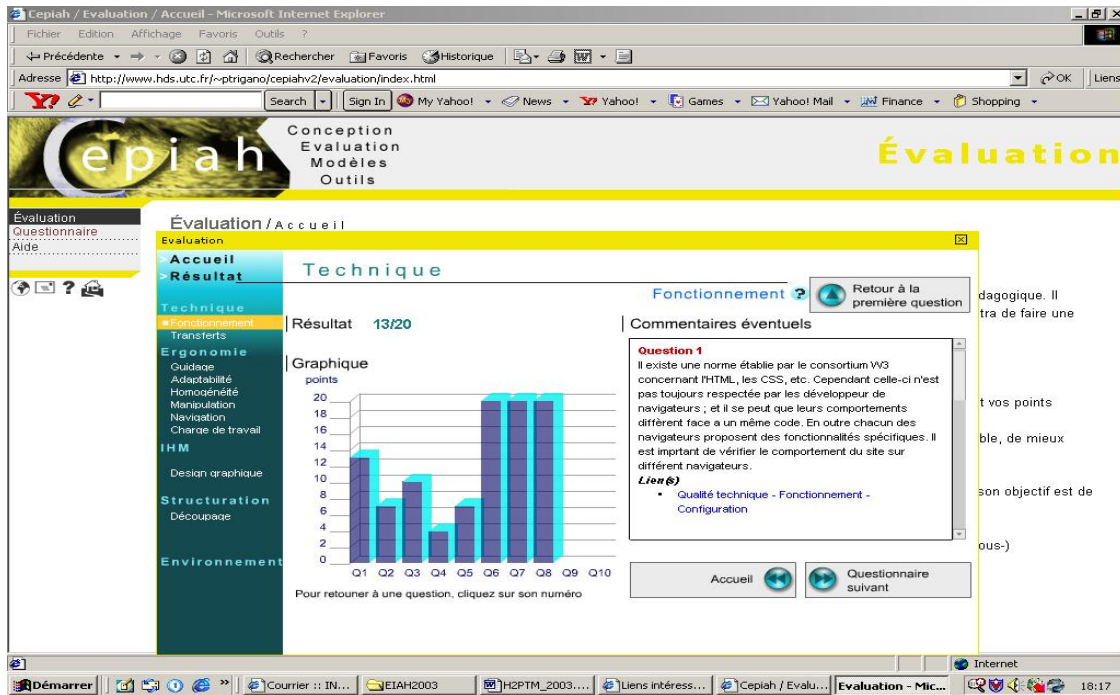 Cepiah / Evaluation / Accueil - Microsoft Internet Explorer
Fichier Edition Affichage Favoris Outils ?
Précédente Rechercher Favoris Historique
Adresse http://www.hds.utc.fr/~ptrigano/cepiahv2/evaluation/index.html OK Liens
Y! Search Sign In My Yahoo! News Yahoo! Games Yahoo! Mail Finance Shopping
Cepiah
Conception
Evaluation
Modèles
Outils
Évaluation
Évaluation
Questionnaire
Aide
Évaluation / Accueil
Evaluation
>Accueil
>Résultat
Technique
Fonctionnement
Transferts
Ergonomie
Guidage
Adaptabilité
Homogénéité
Manipulation
Navigation
Charge de travail
IHM
Design graphique
Structuration
Découpage
Environnement
Technique
Fonctionnement ?
Retour à la
première question
Résultat 13/20
Graphique
points
20
18
16
14
12
10
8
6
4
2
0
Q1 Q2 Q3 Q4 Q5 Q6 Q7 Q8 Q9 Q10
Pour retouner à une question, cliquez sur son numéro
Commentaires éventuels
Question 1
Il existe une norme établie par le consortium W3
concernant l'HTML, les CSS, etc. Cependant celle-ci n'est
pas toujours respectée par les développeur de
navigateurs ; et il se peut que leurs comportements
diffèrent face a un même code. En outre chacun des
navigateurs proposent des fonctionnalités spécifiques. Il
est imprtant de vérifier le comportement du site sur
différent navigateurs.
Lien(s)
• Qualité technique - Fonctionnement -
Configuration
Accueil
Questionnaire
suivant
dagogique. Il
tra de faire une
t vos points
ble, de mieux
son objectif est de
ous-)
Internet
Démarrer » Courrier :: IN... EIAH2003 H2PTM_2003.... Liens intéress... Cepiah / Evalu... Evaluation - Mic... 18:17